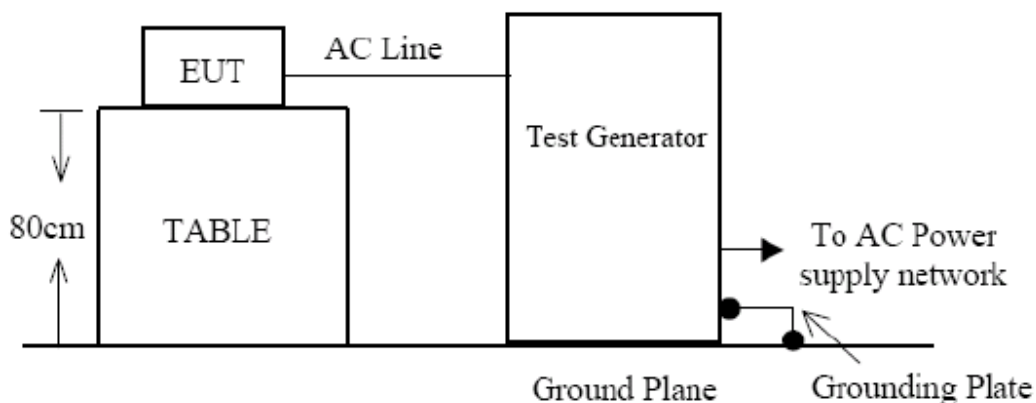 EUT
AC Line
Test Generator
80cm
TABLE
To AC Power
supply network
Ground Plane
Grounding Plate